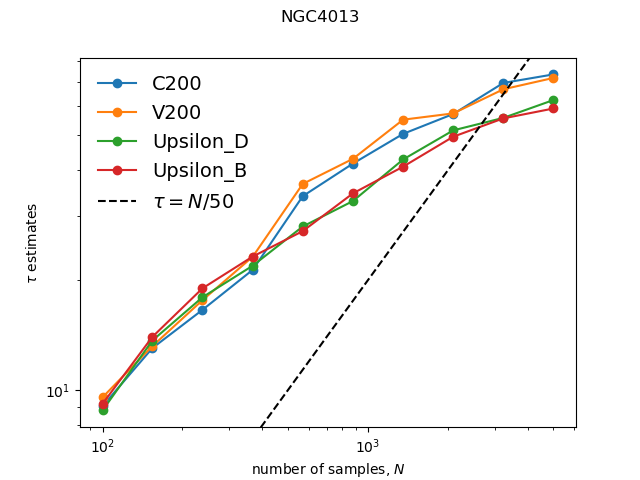 NGC4013
C200
V200
Upsilon_D
Upsilon_B
τ = N/50
τ estimates
10¹
10² 10³
number of samples, N